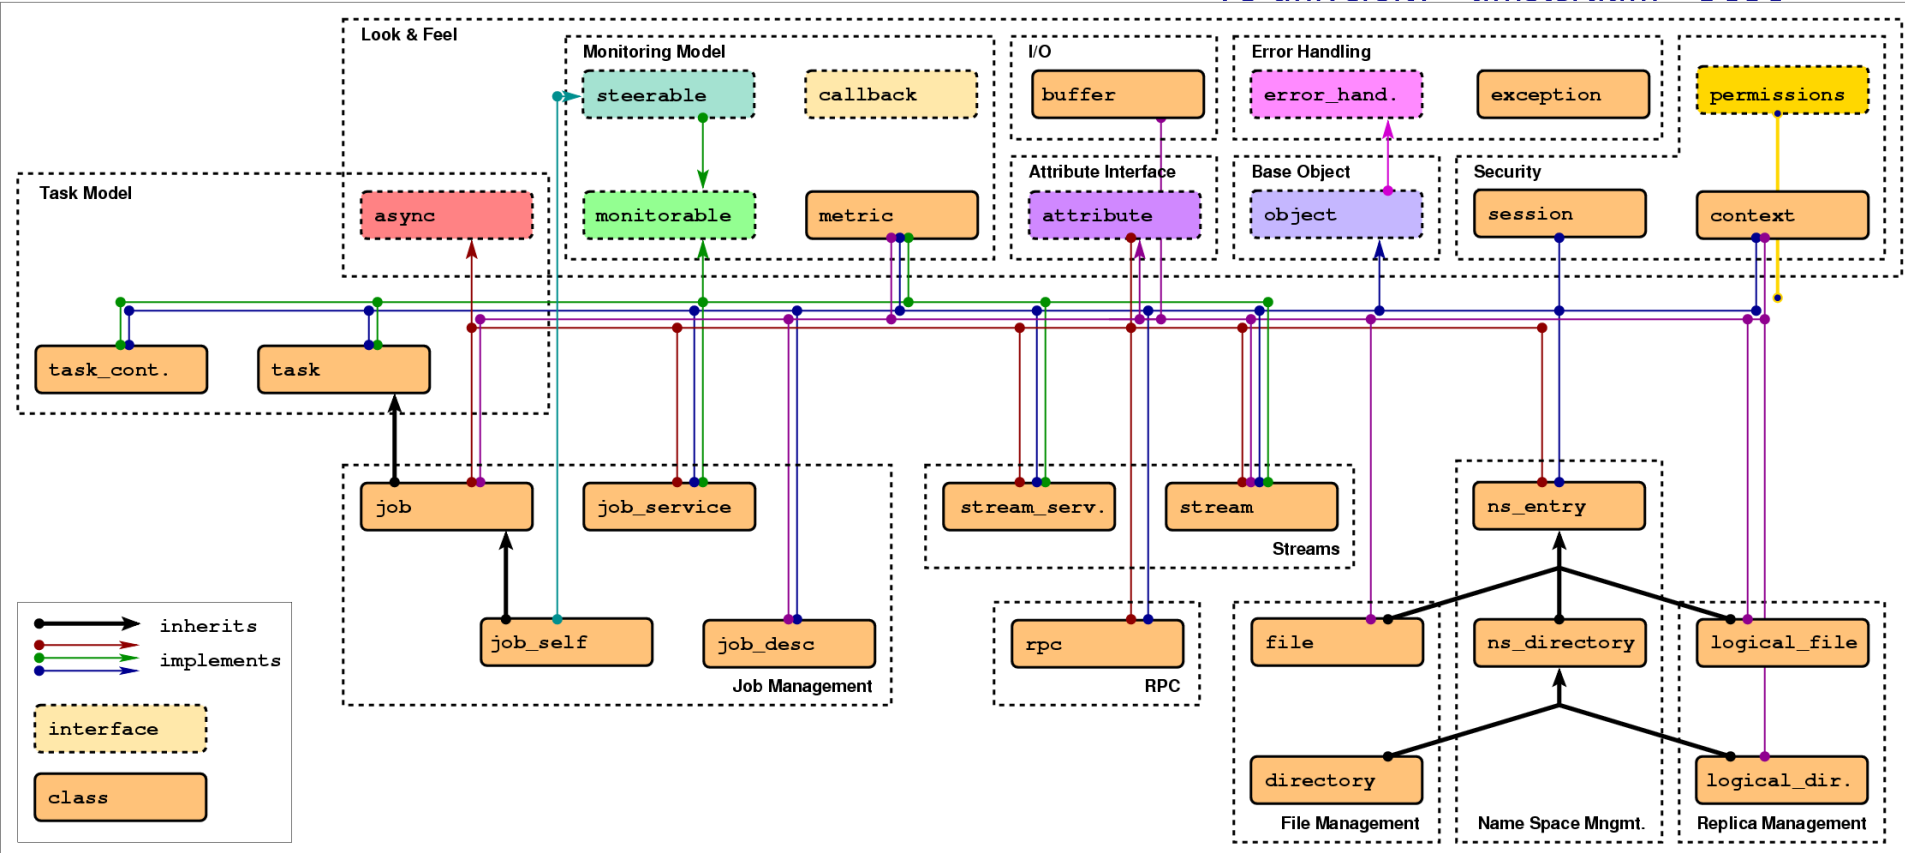 Look & Feel
Monitoring Model
I/O
Error Handling
steerable
callback
buffer
error_hand.
exception
permissions
Task Model
Attribute Interface
Base Object
Security
async
monitorable
metric
attribute
object
session
context
task_cont.
task
job
job_service
stream_serv.
stream
ns_entry
Streams
inherits
implements
job_self
job_desc
rpc
file
ns_directory
logical_file
Job Management
RPC
interface
class
directory
logical_dir.
File Management
Name Space Mngmt.
Replica Management